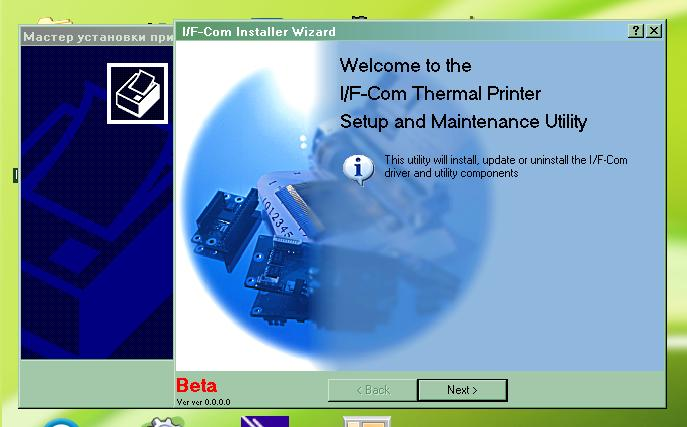 Мастер установки при
I/F-Com Installer Wizard
Welcome to the
I/F-Com Thermal Printer
Setup and Maintenance Utility
This utility will install, update or uninstall the I/F-Com
driver and utility components
Beta
Ver ver 0.0.0.0
< Back
Next >